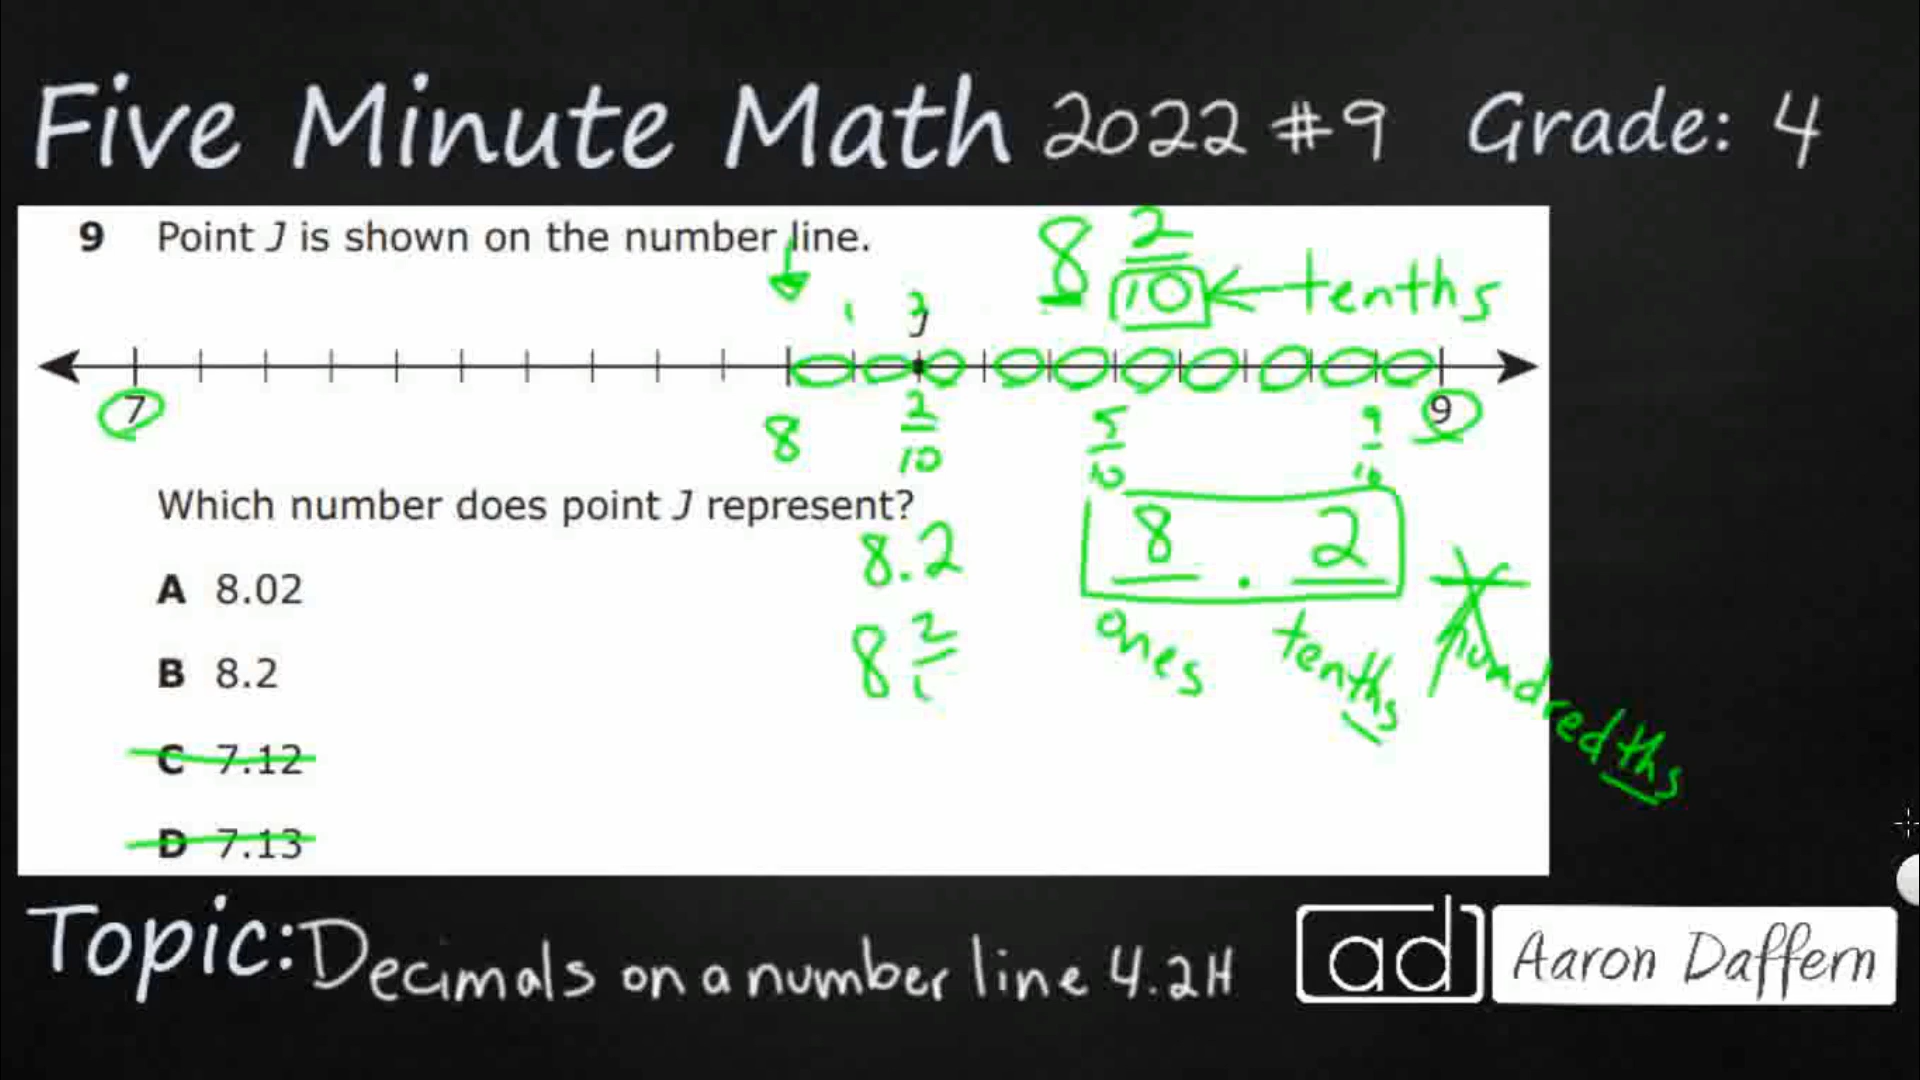 Five Minute Math 2022 #9 Grade: 4
9 Point J is shown on the number line.
8 2/10 ← tenths
1 2
J
7 8 2/10 5/10 9/10 9
Which number does point J represent?
8.2
8 . 2
A 8.02
8 2/1
ones tenths hundredths
B 8.2
C 7.12
D 7.13
Topic: Decimals on a number line 4.2H
ad Aaron Daffern